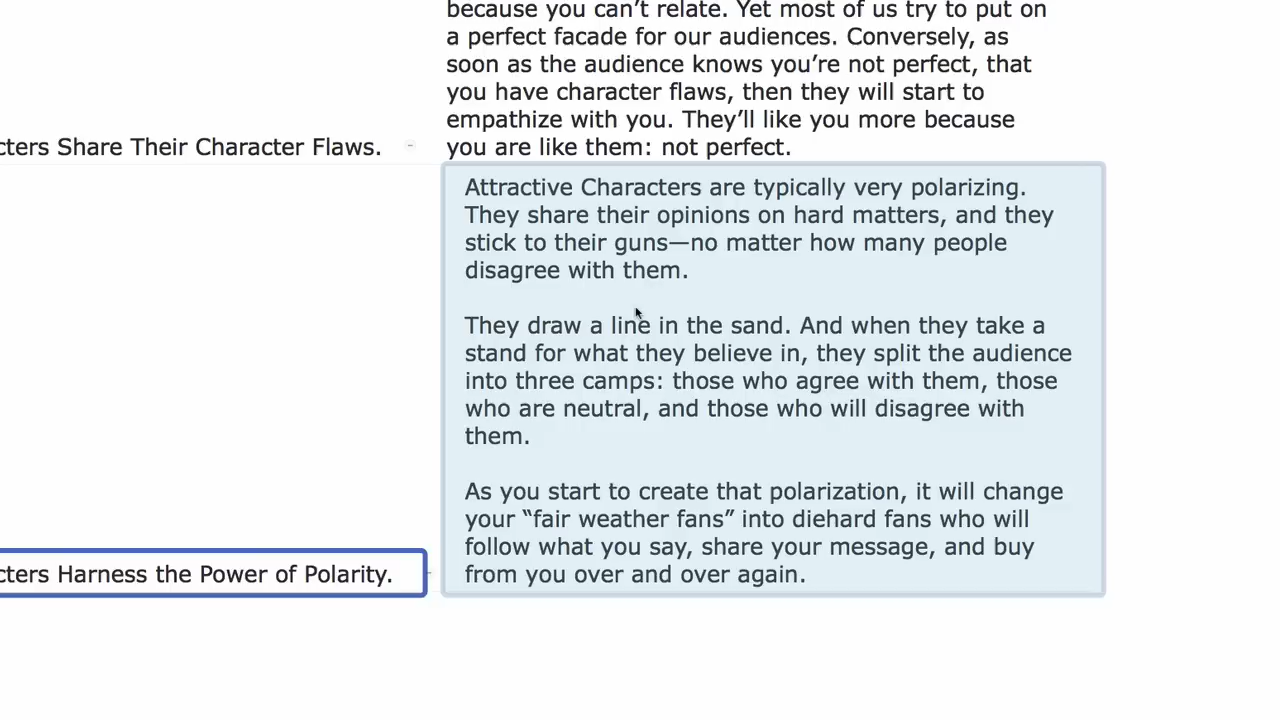 because you can’t relate. Yet most of us try to put on
a perfect facade for our audiences. Conversely, as
soon as the audience knows you’re not perfect, that
you have character flaws, then they will start to
empathize with you. They’ll like you more because
you are like them: not perfect.
cters Share Their Character Flaws.
Attractive Characters are typically very polarizing.
They share their opinions on hard matters, and they
stick to their guns—no matter how many people
disagree with them.
They draw a line in the sand. And when they take a
stand for what they believe in, they split the audience
into three camps: those who agree with them, those
who are neutral, and those who will disagree with
them.
As you start to create that polarization, it will change
your “fair weather fans” into diehard fans who will
follow what you say, share your message, and buy
from you over and over again.
cters Harness the Power of Polarity.